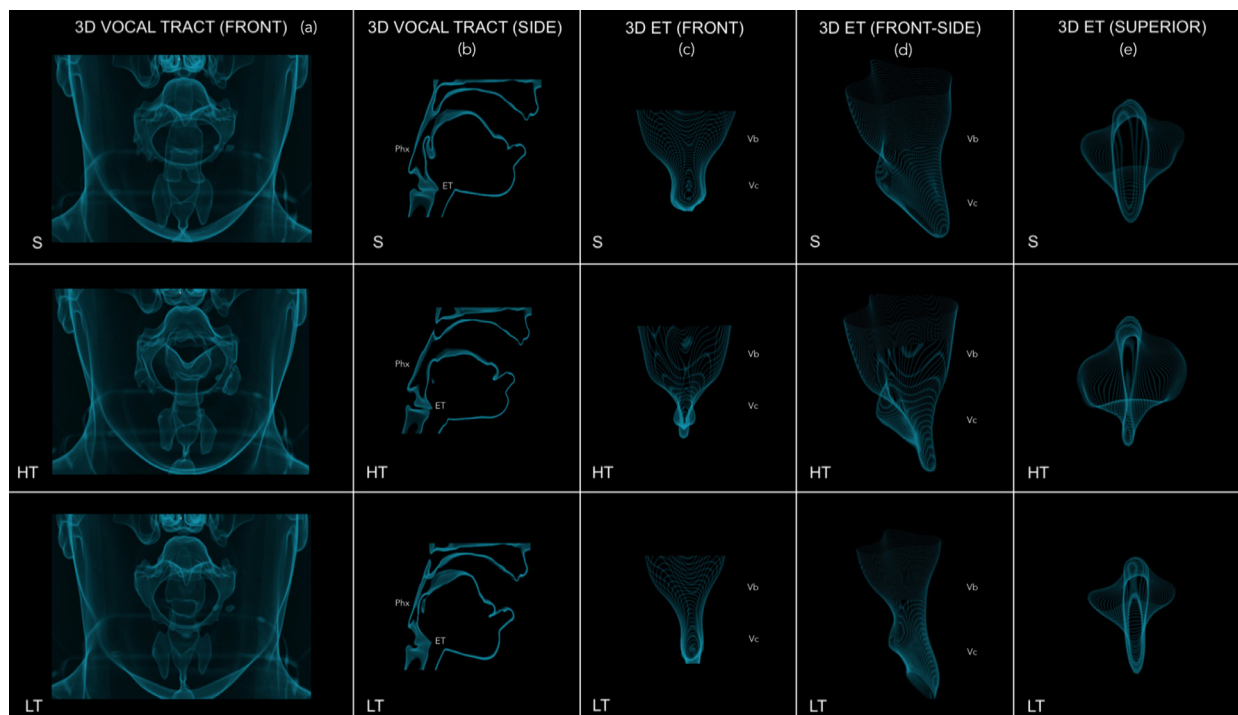 3D VOCAL TRACT (FRONT) (a)
3D VOCAL TRACT (SIDE)
(b)
3D ET (FRONT)
(c)
3D ET (FRONT-SIDE)
(d)
3D ET (SUPERIOR)
(e)
S
Phx
ET
S
Vb
Vc
S
Vb
Vc
S
S
HT
Phx
ET
HT
Vb
Vc
HT
Vb
Vc
HT
HT
LT
Phx
ET
LT
Vb
Vc
LT
Vb
Vc
LT
LT